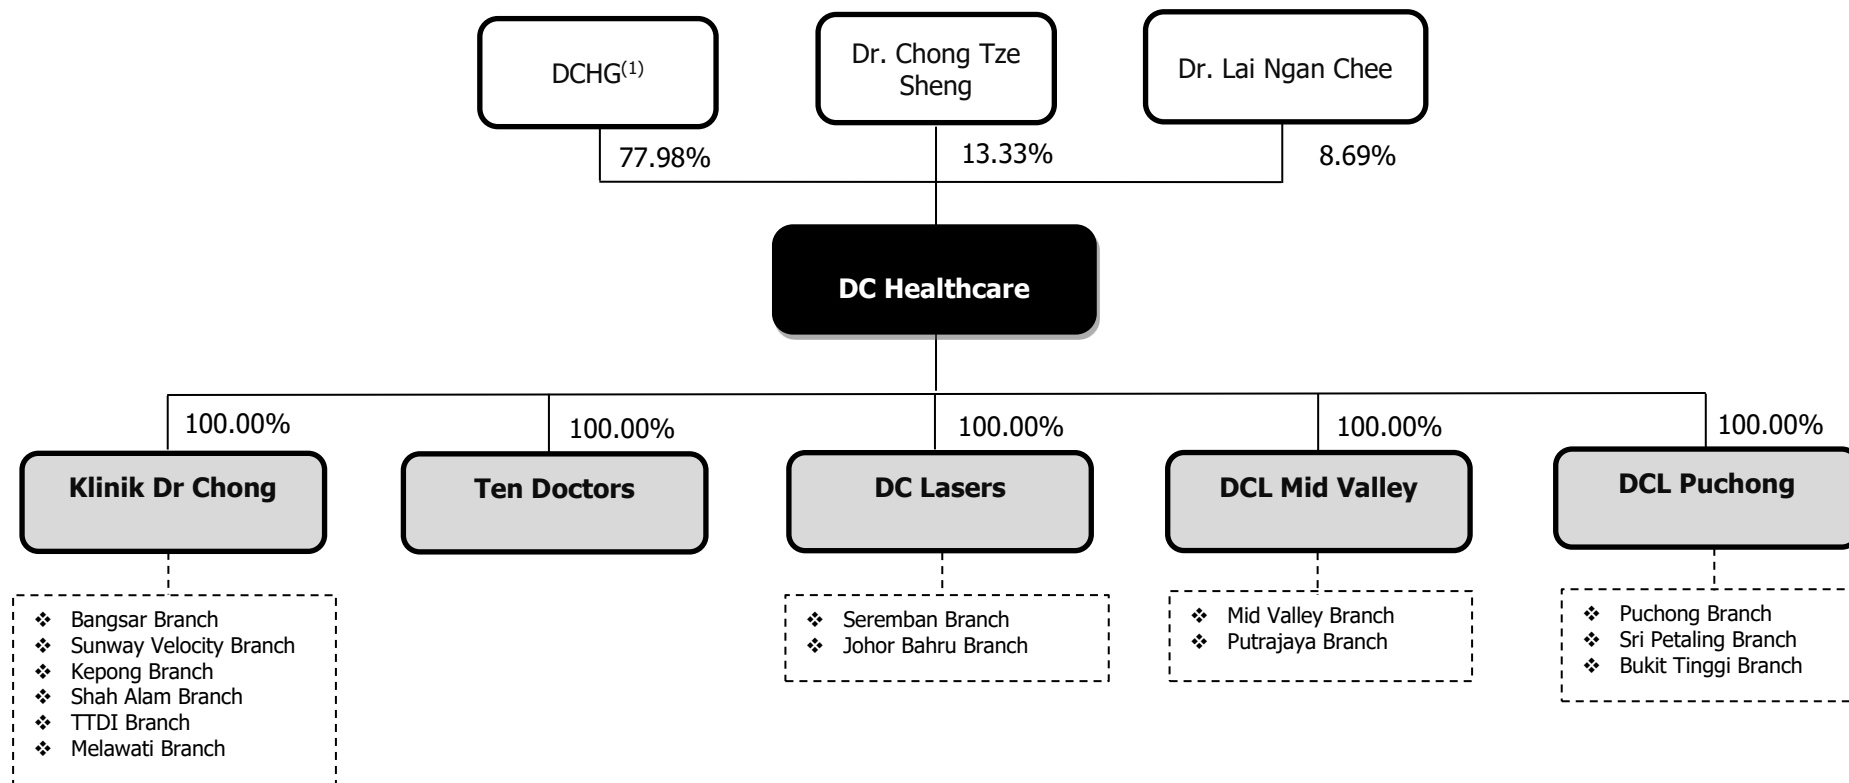 DCHG(1)
Dr. Chong Tze
Sheng
Dr. Lai Ngan Chee
77.98%
13.33%
8.69%
DC Healthcare
100.00%
100.00%
100.00%
100.00%
100.00%
Klinik Dr Chong
Ten Doctors
DC Lasers
DCL Mid Valley
DCL Puchong
❖ Bangsar Branch
❖ Sunway Velocity Branch
❖ Kepong Branch
❖ Shah Alam Branch
❖ TTDI Branch
❖ Melawati Branch
❖ Seremban Branch
❖ Johor Bahru Branch
❖ Mid Valley Branch
❖ Putrajaya Branch
❖ Puchong Branch
❖ Sri Petaling Branch
❖ Bukit Tinggi Branch